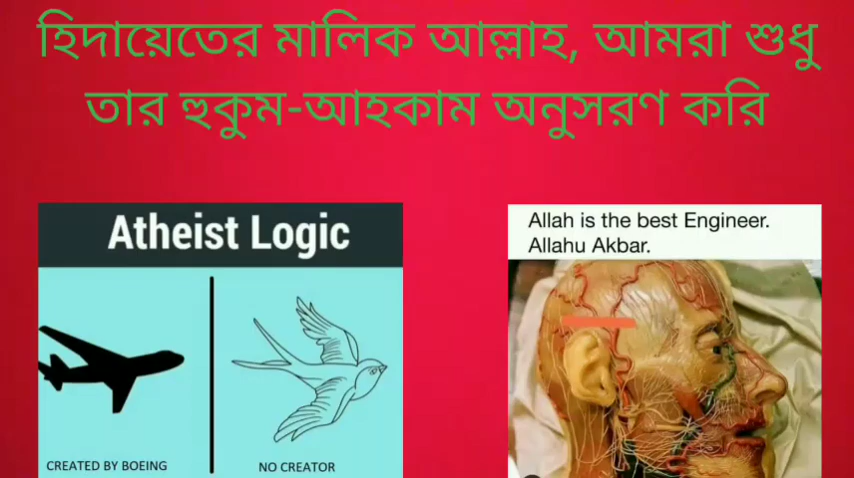 হিদায়েতের মালিক আল্লাহ, আমরা শুধু
তার হুকুম-আহকাম অনুসরণ করি
Atheist Logic
CREATED BY BOEING
NO CREATOR
Allah is the best Engineer.
Allahu Akbar.